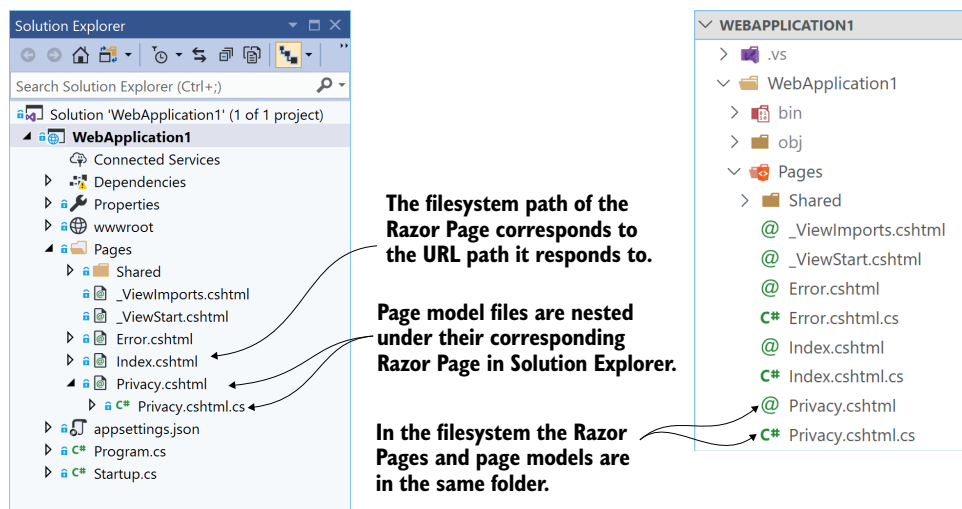 Solution Explorer
Search Solution Explorer (Ctrl+;)
Solution 'WebApplication1' (1 of 1 project)
WebApplication1
Connected Services
Dependencies
Properties
wwwroot
Pages
Shared
_ViewImports.cshtml
_ViewStart.cshtml
Error.cshtml
Index.cshtml
Privacy.cshtml
C# Privacy.cshtml.cs
appsettings.json
C# Program.cs
C# Startup.cs
The filesystem path of the
Razor Page corresponds to
the URL path it responds to.
Page model files are nested
under their corresponding
Razor Page in Solution Explorer.
In the filesystem the Razor
Pages and page models are
in the same folder.
WEBAPPLICATION1
.vs
WebApplication1
bin
obj
Pages
Shared
@ _ViewImports.cshtml
@ _ViewStart.cshtml
@ Error.cshtml
C# Error.cshtml.cs
@ Index.cshtml
C# Index.cshtml.cs
@ Privacy.cshtml
C# Privacy.cshtml.cs